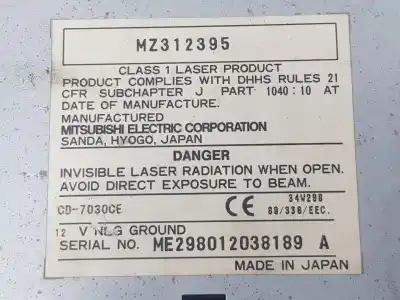 MZ312395
CLASS 1 LASER PRODUCT
PRODUCT COMPLIES WITH DHHS RULES 21
CFR SUBCHAPTER J PART 1040:10 AT
DATE OF MANUFACTURE.
MANUFACTURED
MITSUBISHI ELECTRIC CORPORATION
SANDA, HYOGO, JAPAN
DANGER
INVISIBLE LASER RADIATION WHEN OPEN.
AVOID DIRECT EXPOSURE TO BEAM.
CD-7030CE CE 34W298
89/336/EEC.
12 V NEG GROUND
SERIAL NO. ME298012038189 A
MADE IN JAPAN